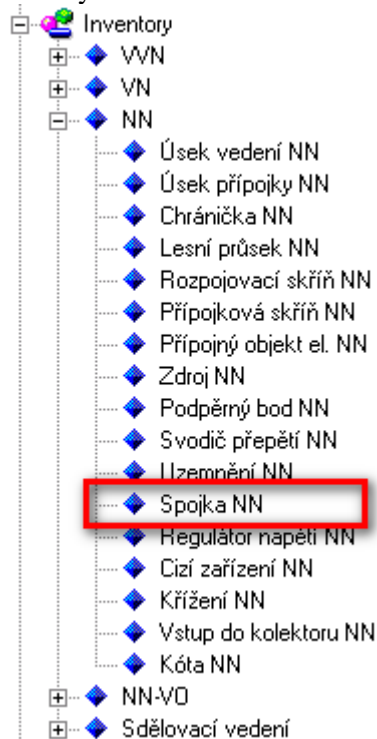 Inventory
VVN
VN
NN
Úsek vedení NN
Úsek přípojky NN
Chránička NN
Lesní průsek NN
Rozpojovací skříň NN
Přípojková skříň NN
Přípojný objekt el. NN
Zdroj NN
Podpěrný bod NN
Svodič přepětí NN
Uzemnění NN
Spojka NN
Regulátor napětí NN
Cizí zařízení NN
Křížení NN
Vstup do kolektoru NN
Kóta NN
NN-VO
Sdělovací vedení